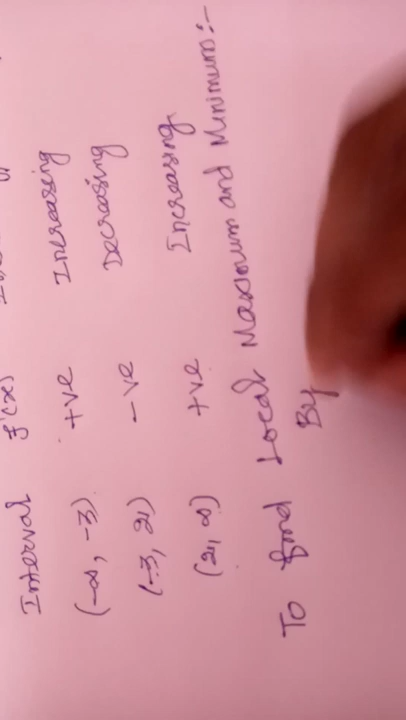 Interval f'(x)
(-∞, -3) +ve Increasing
(-3, 21) -ve Decreasing
(21, ∞) +ve Increasing
To find Local Maximum and Minimum:-
By